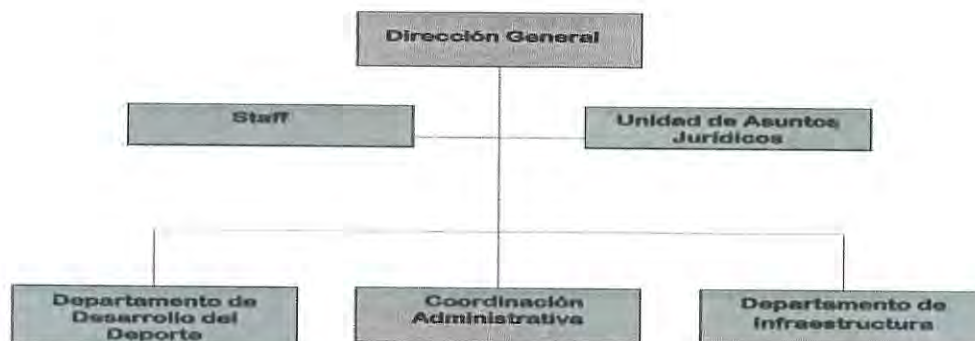 Dirección General
Staff
Unidad de Asuntos
Jurídicos
Departamento de
Desarrollo del
Deporte
Coordinación
Administrativa
Departamento de
Infraestructura